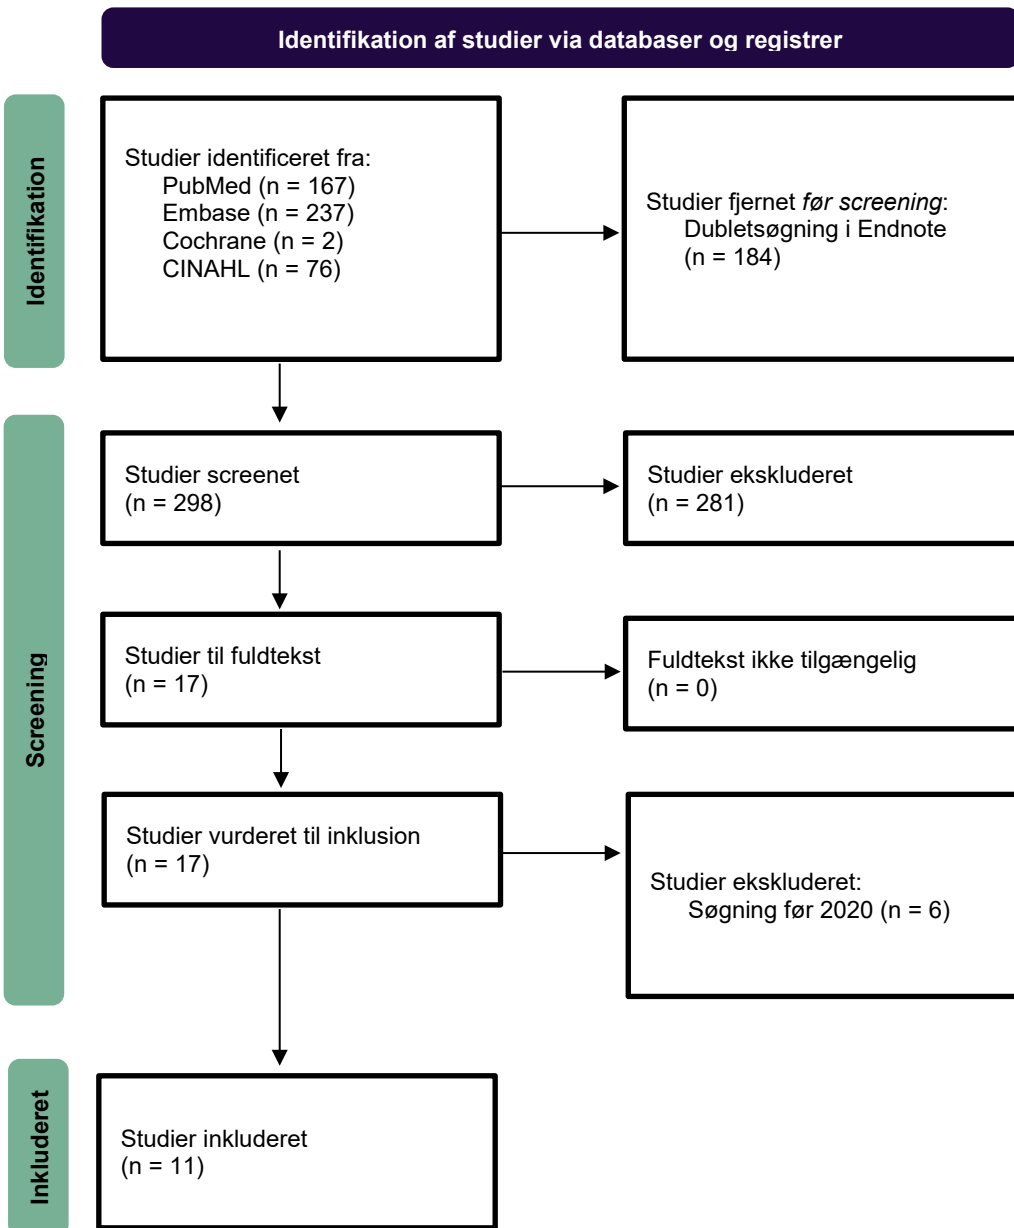 Identifikation af studier via databaser og registrer
Identifikation
Studier identificeret fra:
PubMed (n = 167)
Embase (n = 237)
Cochrane (n = 2)
CINAHL (n = 76)
Studier fjernet før screening:
Dubletsøgning i Endnote
(n = 184)
Screening
Studier screenet
(n = 298)
Studier ekskluderet
(n = 281)
Studier til fuldtekst
(n = 17)
Fuldtekst ikke tilgængelig
(n = 0)
Studier vurderet til inklusion
(n = 17)
Studier ekskluderet:
Søgning før 2020 (n = 6)
Inkluderet
Studier inkluderet
(n = 11)